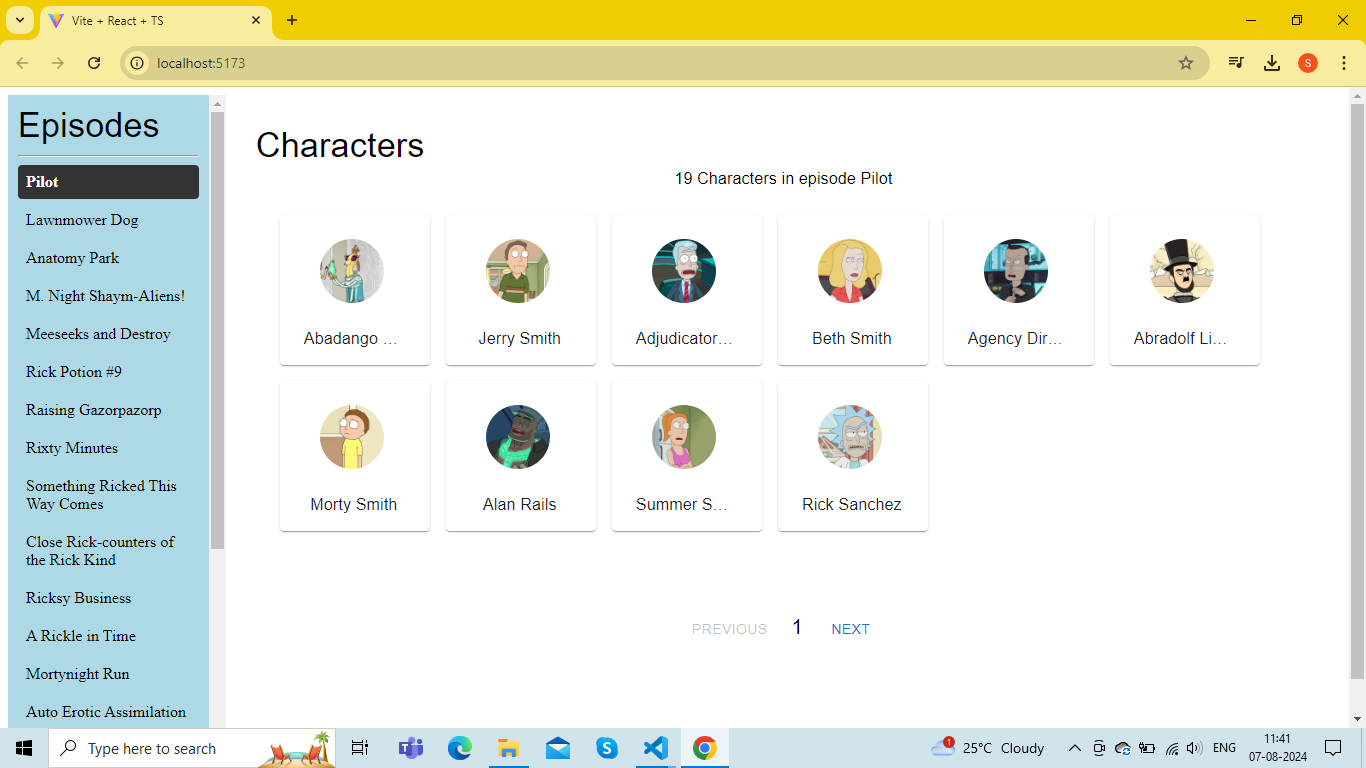 Vite + React + TS
localhost:5173
S
Episodes
Pilot
Lawnmower Dog
Anatomy Park
M. Night Shaym-Aliens!
Meeseeks and Destroy
Rick Potion #9
Raising Gazorpazorp
Rixty Minutes
Something Ricked This
Way Comes
Close Rick-counters of
the Rick Kind
Ricksy Business
A Rickle in Time
Mortynight Run
Auto Erotic Assimilation
Characters
19 Characters in episode Pilot
Abadango ...
Jerry Smith
Adjudicator...
Beth Smith
Agency Dir...
Abradolf Li...
Morty Smith
Alan Rails
Summer S...
Rick Sanchez
PREVIOUS 1 NEXT
Type here to search
1
25°C Cloudy
ENG
11:41
07-08-2024